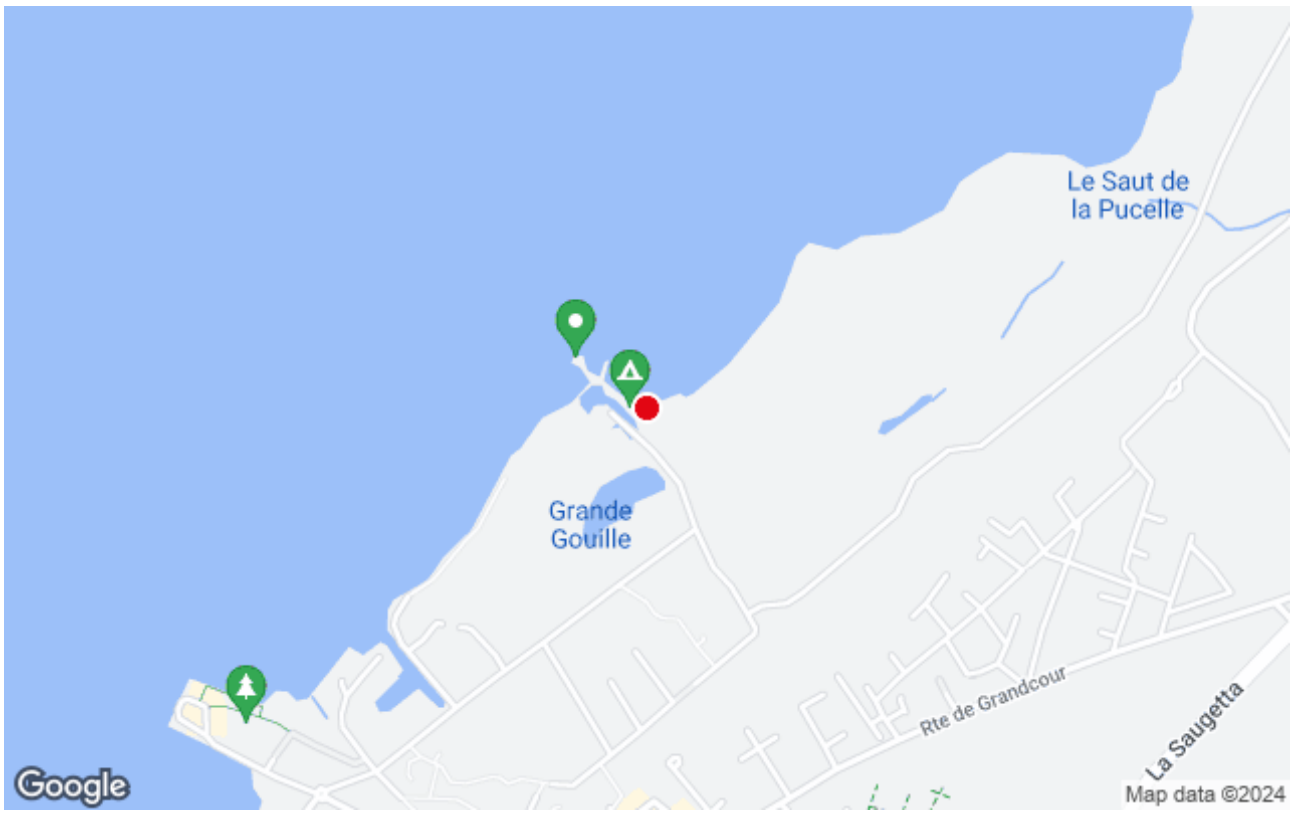 Le Saut de
la Pucelle
Grande
Gouille
Rte de Grandcour
La Saugetta
Google
Map data ©2024